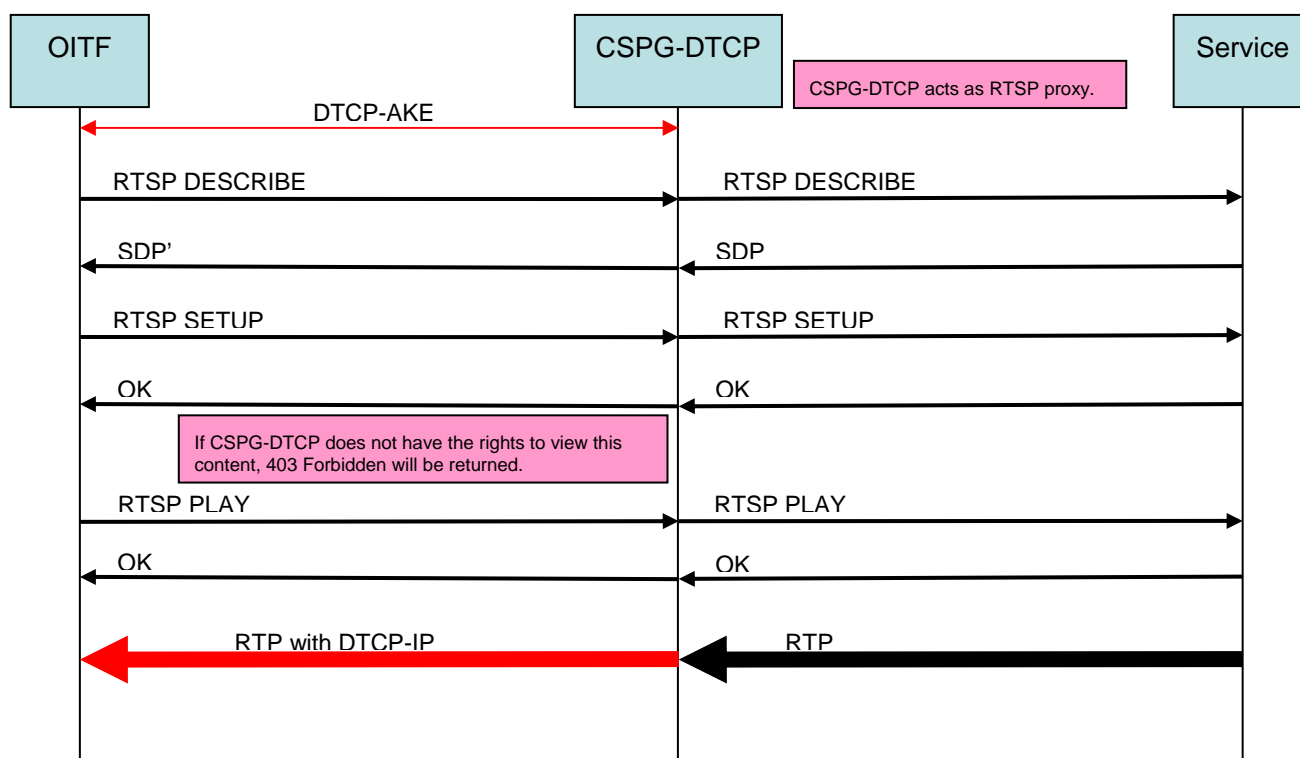 OITF
CSPG-DTCP
Service
CSPG-DTCP acts as RTSP proxy.
DTCP-AKE
RTSP DESCRIBE
RTSP DESCRIBE
SDP’
SDP
RTSP SETUP
RTSP SETUP
OK
OK
If CSPG-DTCP does not have the rights to view this
content, 403 Forbidden will be returned.
RTSP PLAY
RTSP PLAY
OK
OK
RTP with DTCP-IP
RTP